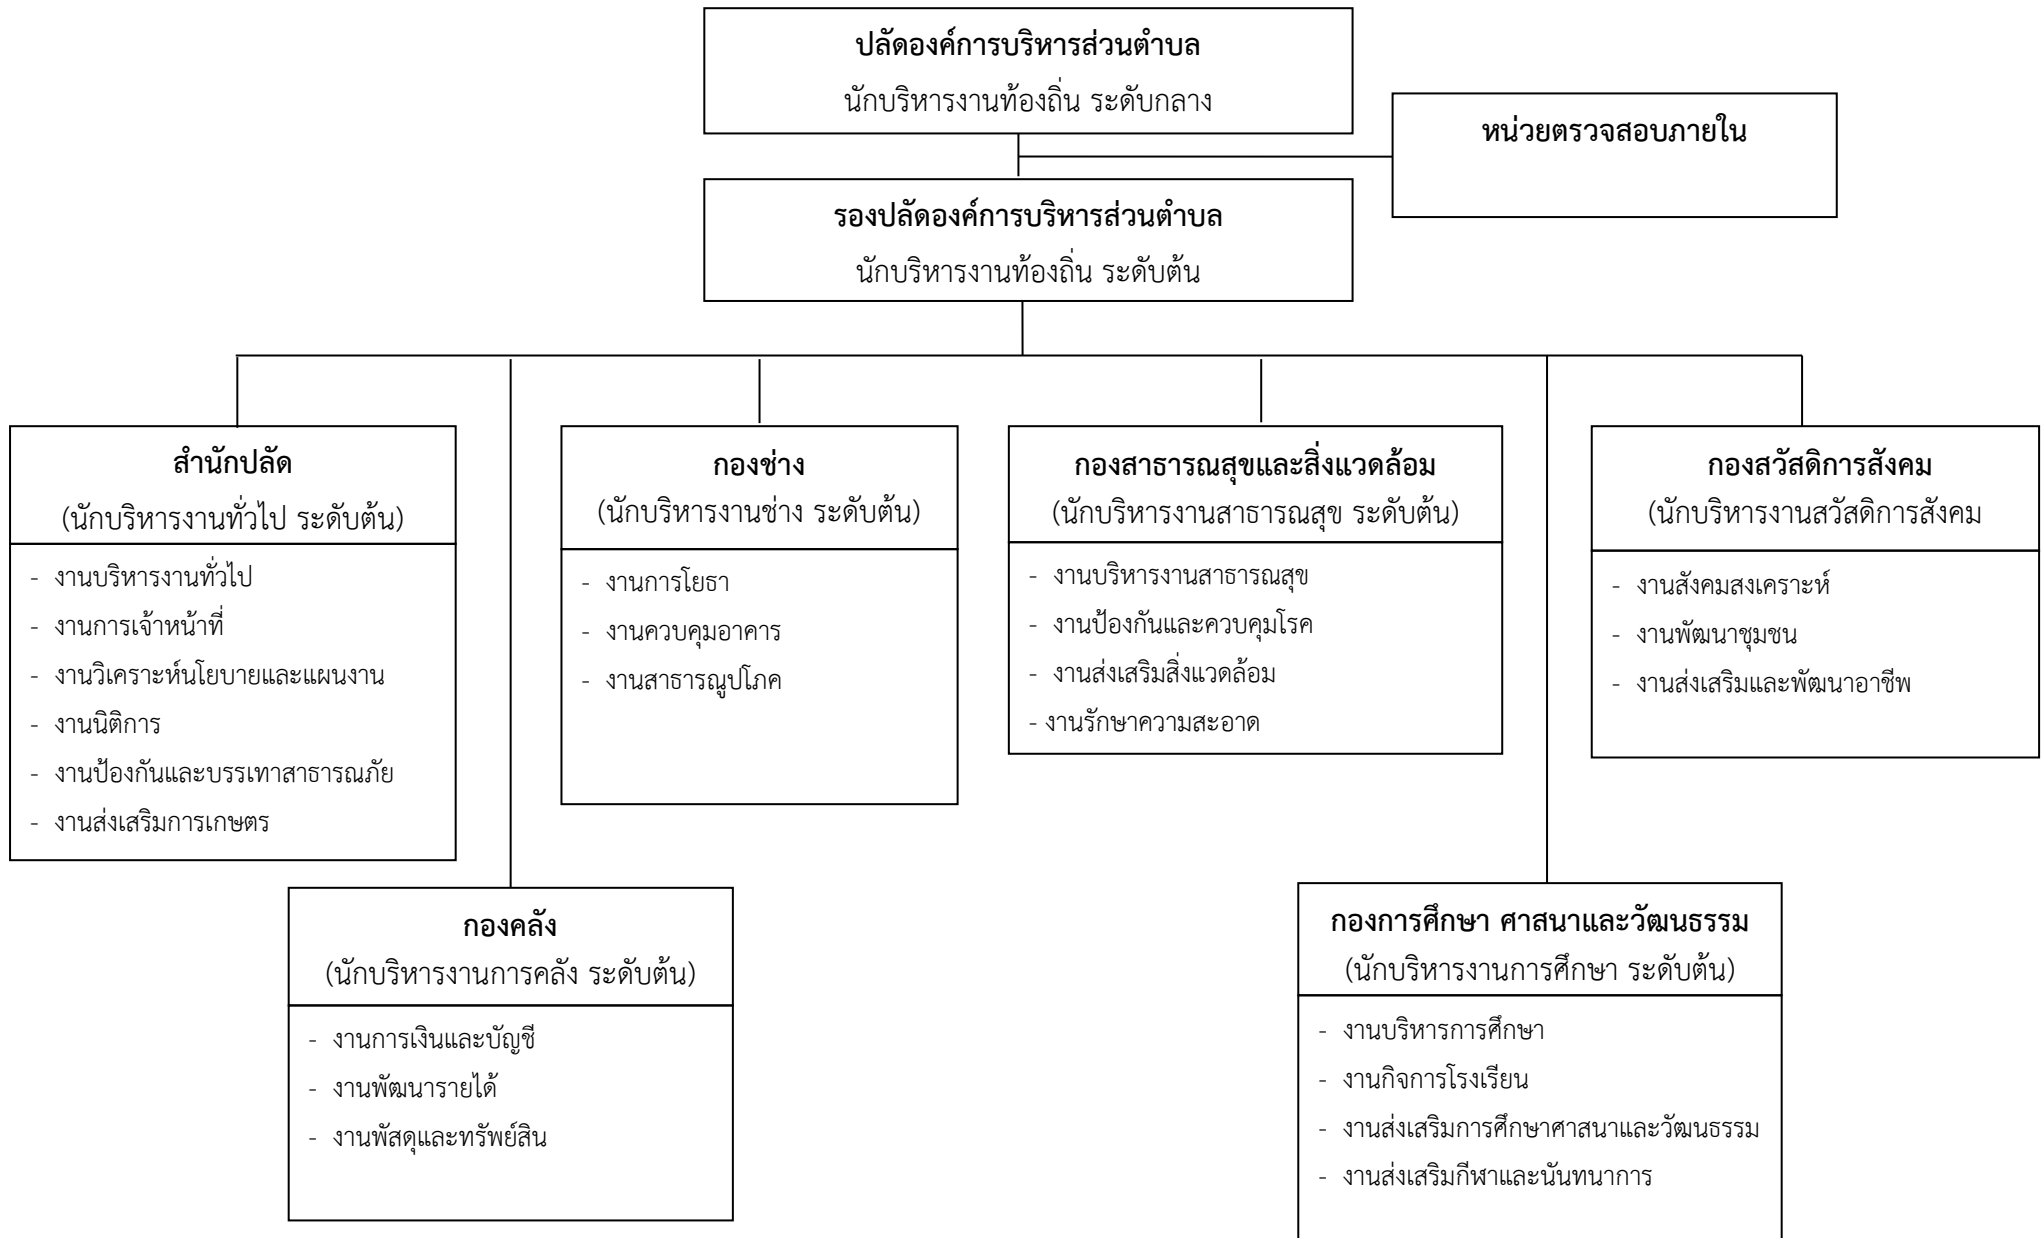 ปลัดองค์การบริหารส่วนตำบล
นักบริหารงานท้องถิ่น ระดับกลาง
หน่วยตรวจสอบภายใน
รองปลัดองค์การบริหารส่วนตำบล
นักบริหารงานท้องถิ่น ระดับต้น
สำนักปลัด
(นักบริหารงานทั่วไป ระดับต้น)
- งานบริหารงานทั่วไป
- งานการเจ้าหน้าที่
- งานวิเคราะห์นโยบายและแผนงาน
- งานนิติการ
- งานป้องกันและบรรเทาสาธารณภัย
- งานส่งเสริมการเกษตร
กองช่าง
(นักบริหารงานช่าง ระดับต้น)
- งานการโยธา
- งานควบคุมอาคาร
- งานสาธารณูปโภค
กองสาธารณสุขและสิ่งแวดล้อม
(นักบริหารงานสาธารณสุข ระดับต้น)
- งานบริหารงานสาธารณสุข
- งานป้องกันและควบคุมโรค
- งานส่งเสริมสิ่งแวดล้อม
- งานรักษาความสะอาด
กองสวัสดิการสังคม
(นักบริหารงานสวัสดิการสังคม
- งานสังคมสงเคราะห์
- งานพัฒนาชุมชน
- งานส่งเสริมและพัฒนาอาชีพ
กองคลัง
(นักบริหารงานการคลัง ระดับต้น)
- งานการเงินและบัญชี
- งานพัฒนารายได้
- งานพัสดุและทรัพย์สิน
กองการศึกษา ศาสนาและวัฒนธรรม
(นักบริหารงานการศึกษา ระดับต้น)
- งานบริหารการศึกษา
- งานกิจการโรงเรียน
- งานส่งเสริมการศึกษาศาสนาและวัฒนธรรม
- งานส่งเสริมกีฬาและนันทนาการ